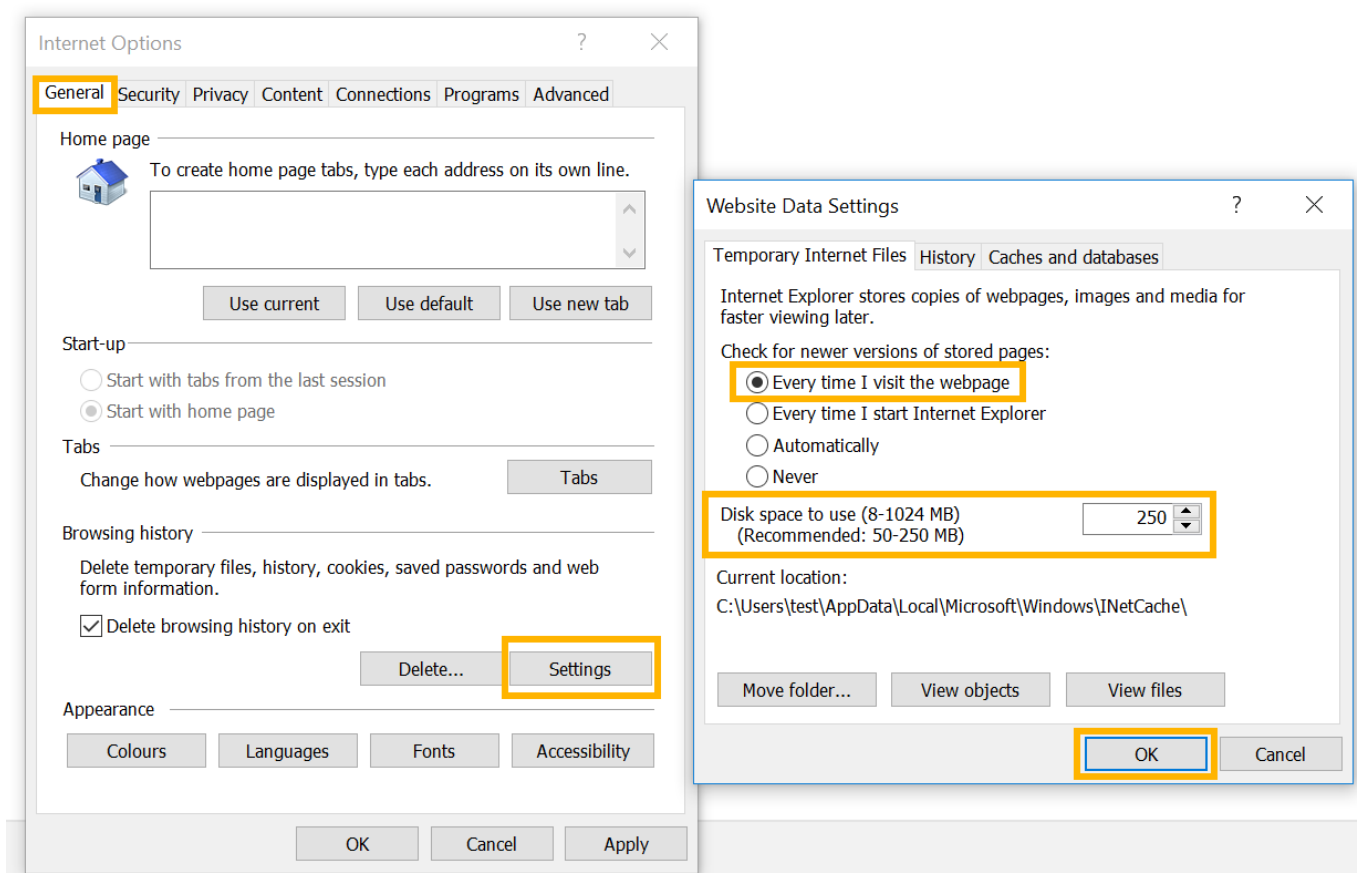 Internet Options
General Security Privacy Content Connections Programs Advanced
Home page
To create home page tabs, type each address on its own line.
Use current Use default Use new tab
Start-up
Start with tabs from the last session
Start with home page
Tabs
Change how webpages are displayed in tabs.
Tabs
Browsing history
Delete temporary files, history, cookies, saved passwords and web
form information.
Delete browsing history on exit
Delete... Settings
Appearance
Colours Languages Fonts Accessibility
OK Cancel Apply
Website Data Settings
Temporary Internet Files History Caches and databases
Internet Explorer stores copies of webpages, images and media for
faster viewing later.
Check for newer versions of stored pages:
Every time I visit the webpage
Every time I start Internet Explorer
Automatically
Never
Disk space to use (8-1024 MB)
250
(Recommended: 50-250 MB)
Current location:
C:\Users\test\AppData\Local\Microsoft\Windows\INetCache\
Move folder... View objects View files
OK Cancel